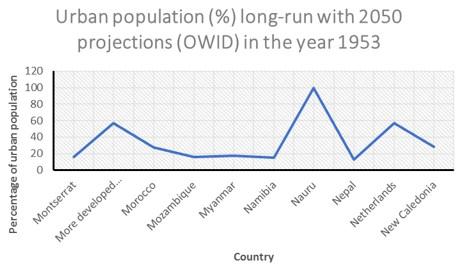 Urban population (%) long-run with 2050
projections (OWID) in the year 1953
Percentage of urban population
120
100
80
60
40
20
0
Montserrat
More developed...
Morocco
Mozambique
Myanmar
Namibia
Nauru
Nepal
Netherlands
New Caledonia
Country